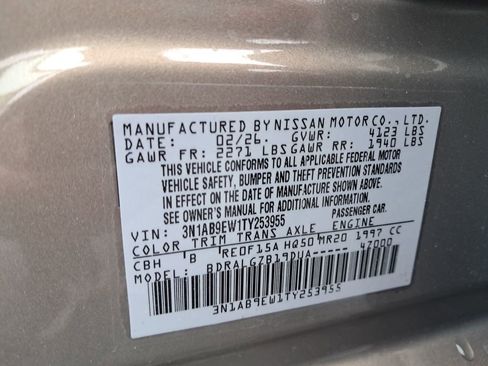 MANUFACTURED BY NISSAN MOTOR CO., LTD.
DATE: 02/26. GVWR: 4123 LBS
GAWR FR: 2271 LBS GAWR RR: 1940 LBS
THIS VEHICLE CONFORMS TO ALL APPLICABLE FEDERAL MOTOR
VEHICLE SAFETY, BUMPER AND THEFT PREVENTION STANDARDS
IN EFFECT ON THE DATE OF MANUFACTURE SHOWN ABOVE.
SEE OWNER'S MANUAL FOR ADDITIONAL INFORMATION.
VIN: 3N1AB9EW1TY253955 PASSENGER CAR.
COLOR TRIM TRANS AXLE ENGINE
CBH B RE0F15A HQ50 MR20 1997 CC
MODEL: BDRALGZB19DUA----- 4Z000
3N1AB9EW1TY253955